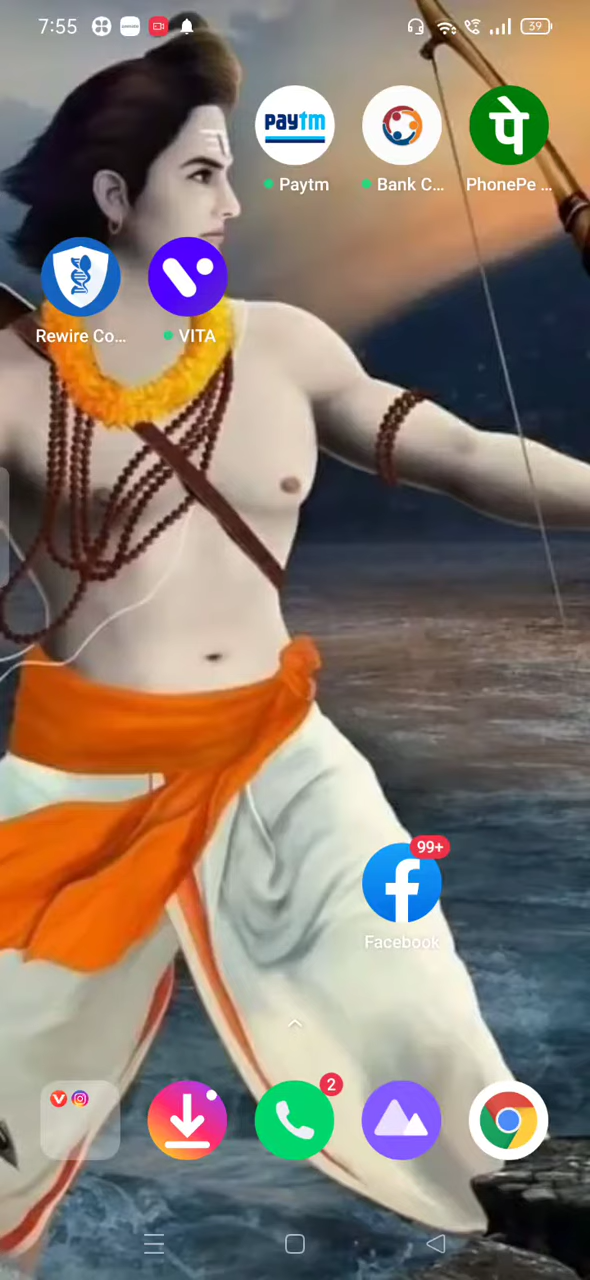 7:55
39
Paytm
पे
Paytm
Bank C...
PhonePe ...
Rewire Co...
VITA
99+
Facebook
2